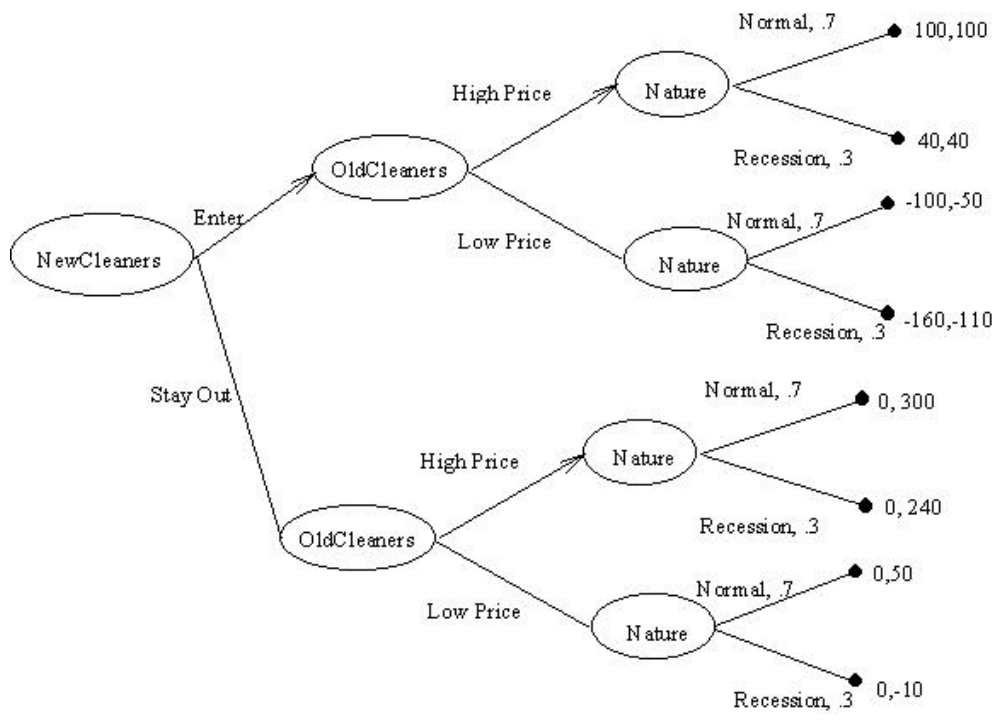 Normal, .7
100,100
High Price
Nature
40,40
Recession, .3
OldCleaners
Enter
Normal, .7
-100,-50
Low Price
Nature
NewCleaners
-160,-110
Recession, .3
Stay Out
Normal, .7
0,300
High Price
Nature
0,240
Recession, .3
OldCleaners
Normal, .7
0,50
Low Price
Nature
0,-10
Recession, .3